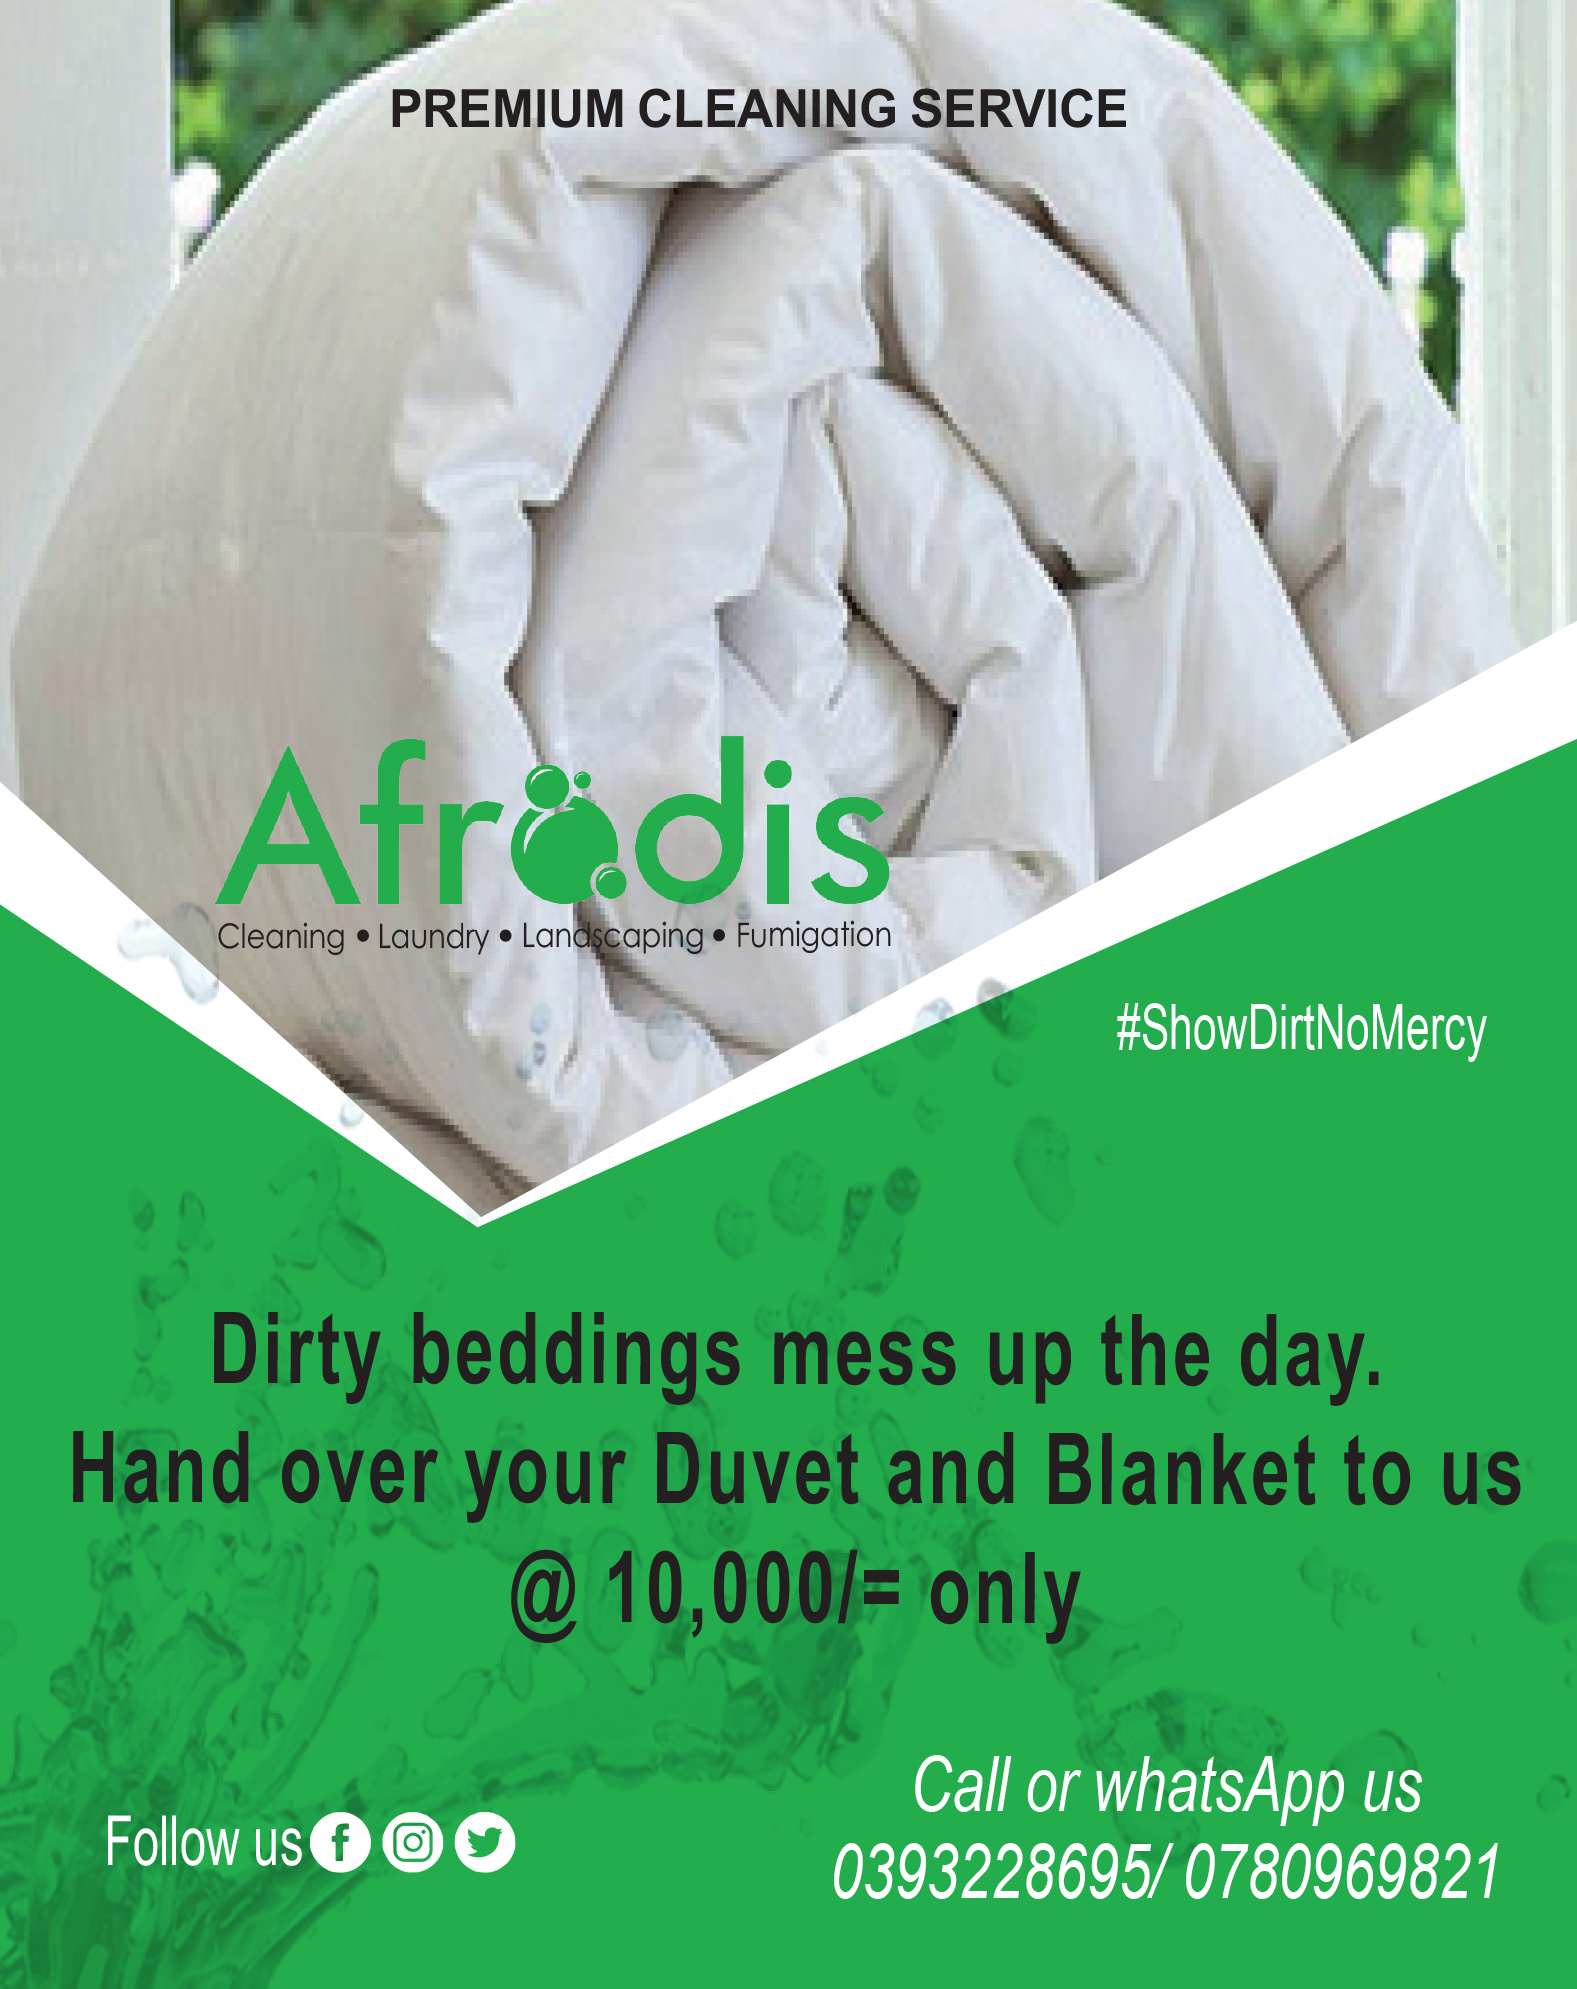 PREMIUM CLEANING SERVICE
Afrodis
Cleaning • Laundry • Landscaping • Fumigation
#ShowDirtNoMercy
Dirty beddings mess up the day.
Hand over your Duvet and Blanket to us
@ 10,000/= only
Call or whatsApp us
0393228695/ 0780969821
Follow us